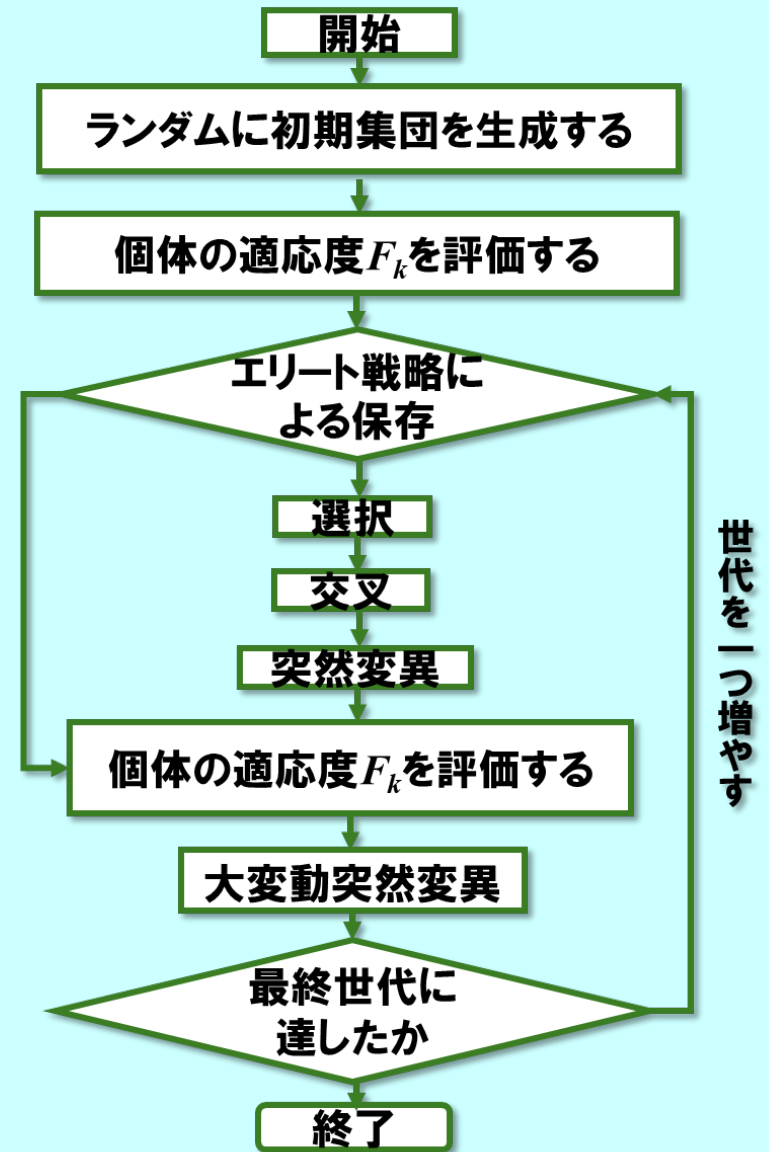 開始
ランダムに初期集団を生成する
個体の適応度Fkを評価する
エリート戦略に
よる保存
選択
交叉
突然変異
個体の適応度Fkを評価する
大変動突然変異
最終世代に
達したか
終了
世代を一つ増やす